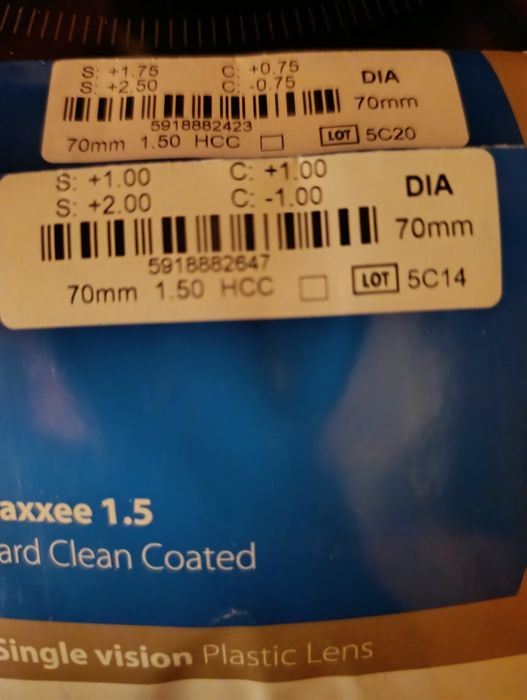 S: +1.75 C: +0.75 DIA
S: +2.50 C: -0.75
70mm
5918882423
70mm 1.50 HCC LOT 5C20
S: +1.00 C: +1.00 DIA
S: +2.00 C: -1.00
70mm
5918882647
70mm 1.50 HCC LOT 5C14
axxee 1.5
ard Clean Coated
Single vision Plastic Lens